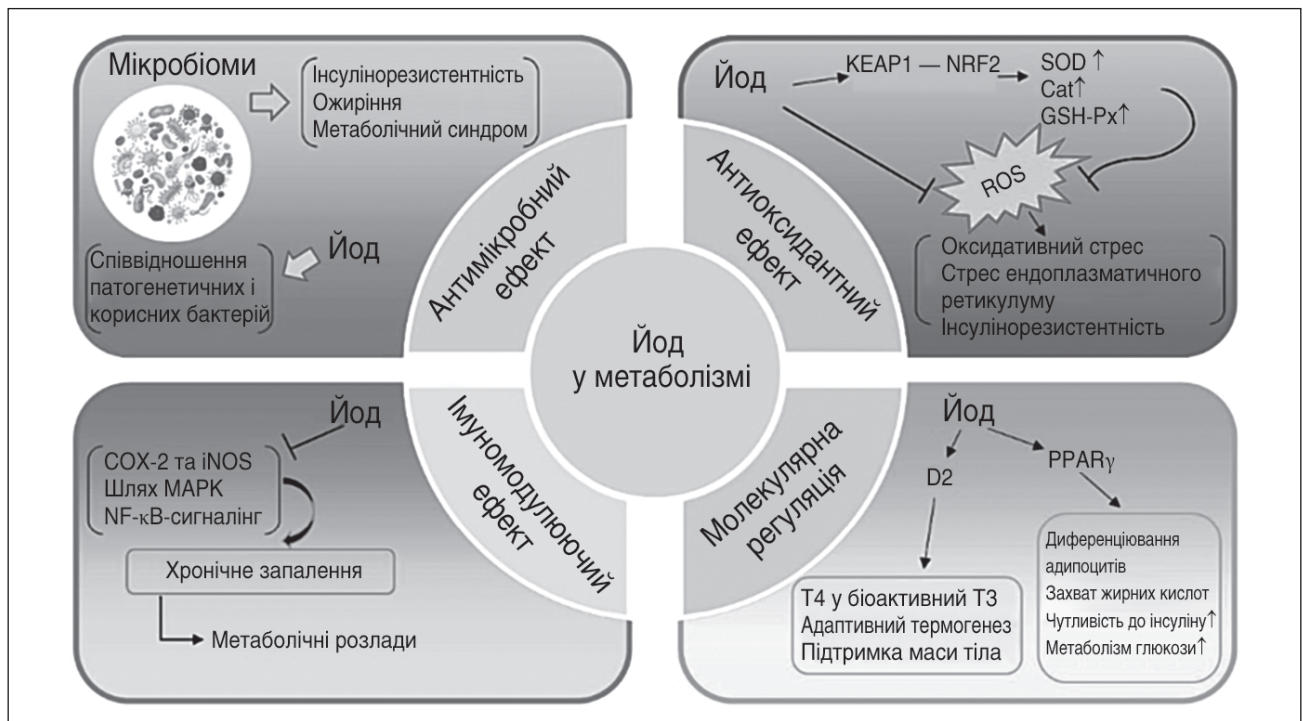 Мікробіоми
Інсулінорезистентність
Ожиріння
Метаболічний синдром
Йод
Співвідношення
патогенетичних і
корисних бактерій
Антимікробний
ефект
Йод
KEAP1 — NRF2
SOD ↑
Cat↑
GSH-Px↑
ROS
Оксидативний стрес
Стрес ендоплазматичного
ретикулуму
Інсулінорезистентність
Антиоксидантний
ефект
Йод
у метаболізмі
Йод
COX-2 та iNOS
Шлях МАРК
NF-κB-сигналінг
Хронічне запалення
Метаболічні розлади
Імуномодулюючий
ефект
Молекулярна
регуляція
Йод
D2
PPARγ
Т4 у біоактивний Т3
Адаптивний термогенез
Підтримка маси тіла
Диференціювання
адипоцитів
Захват жирних кислот
Чутливість до інсуліну↑
Метаболізм глюкози↑